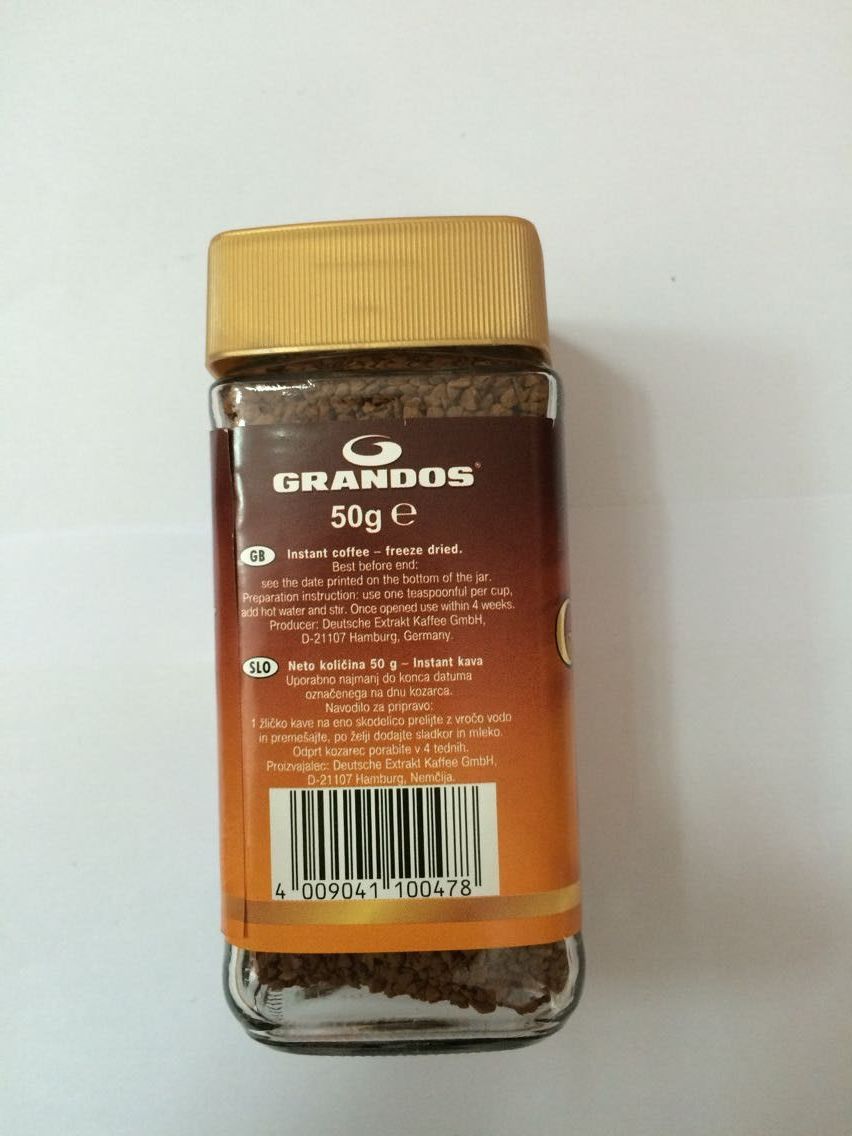 GRANDOS®
50g ℮
GB Instant coffee – freeze dried.
Best before end:
see the date printed on the bottom of the jar.
Preparation instruction: use one teaspoonful per cup,
add hot water and stir. Once opened use within 4 weeks.
Producer: Deutsche Extrakt Kaffee GmbH,
D-21107 Hamburg, Germany.
SLO Neto količina 50 g – Instant kava
Uporabno najmanj do konca datuma
označenega na dnu kozarca.
Navodilo za pripravo:
1 žličko kave na eno skodelico prelijte z vročo vodo
in premešajte, po želji dodajte sladkor in mleko.
Odprt kozarec porabite v 4 tednih.
Proizvajalec: Deutsche Extrakt Kaffee GmbH,
D-21107 Hamburg, Nemčija.
4 009041 100478